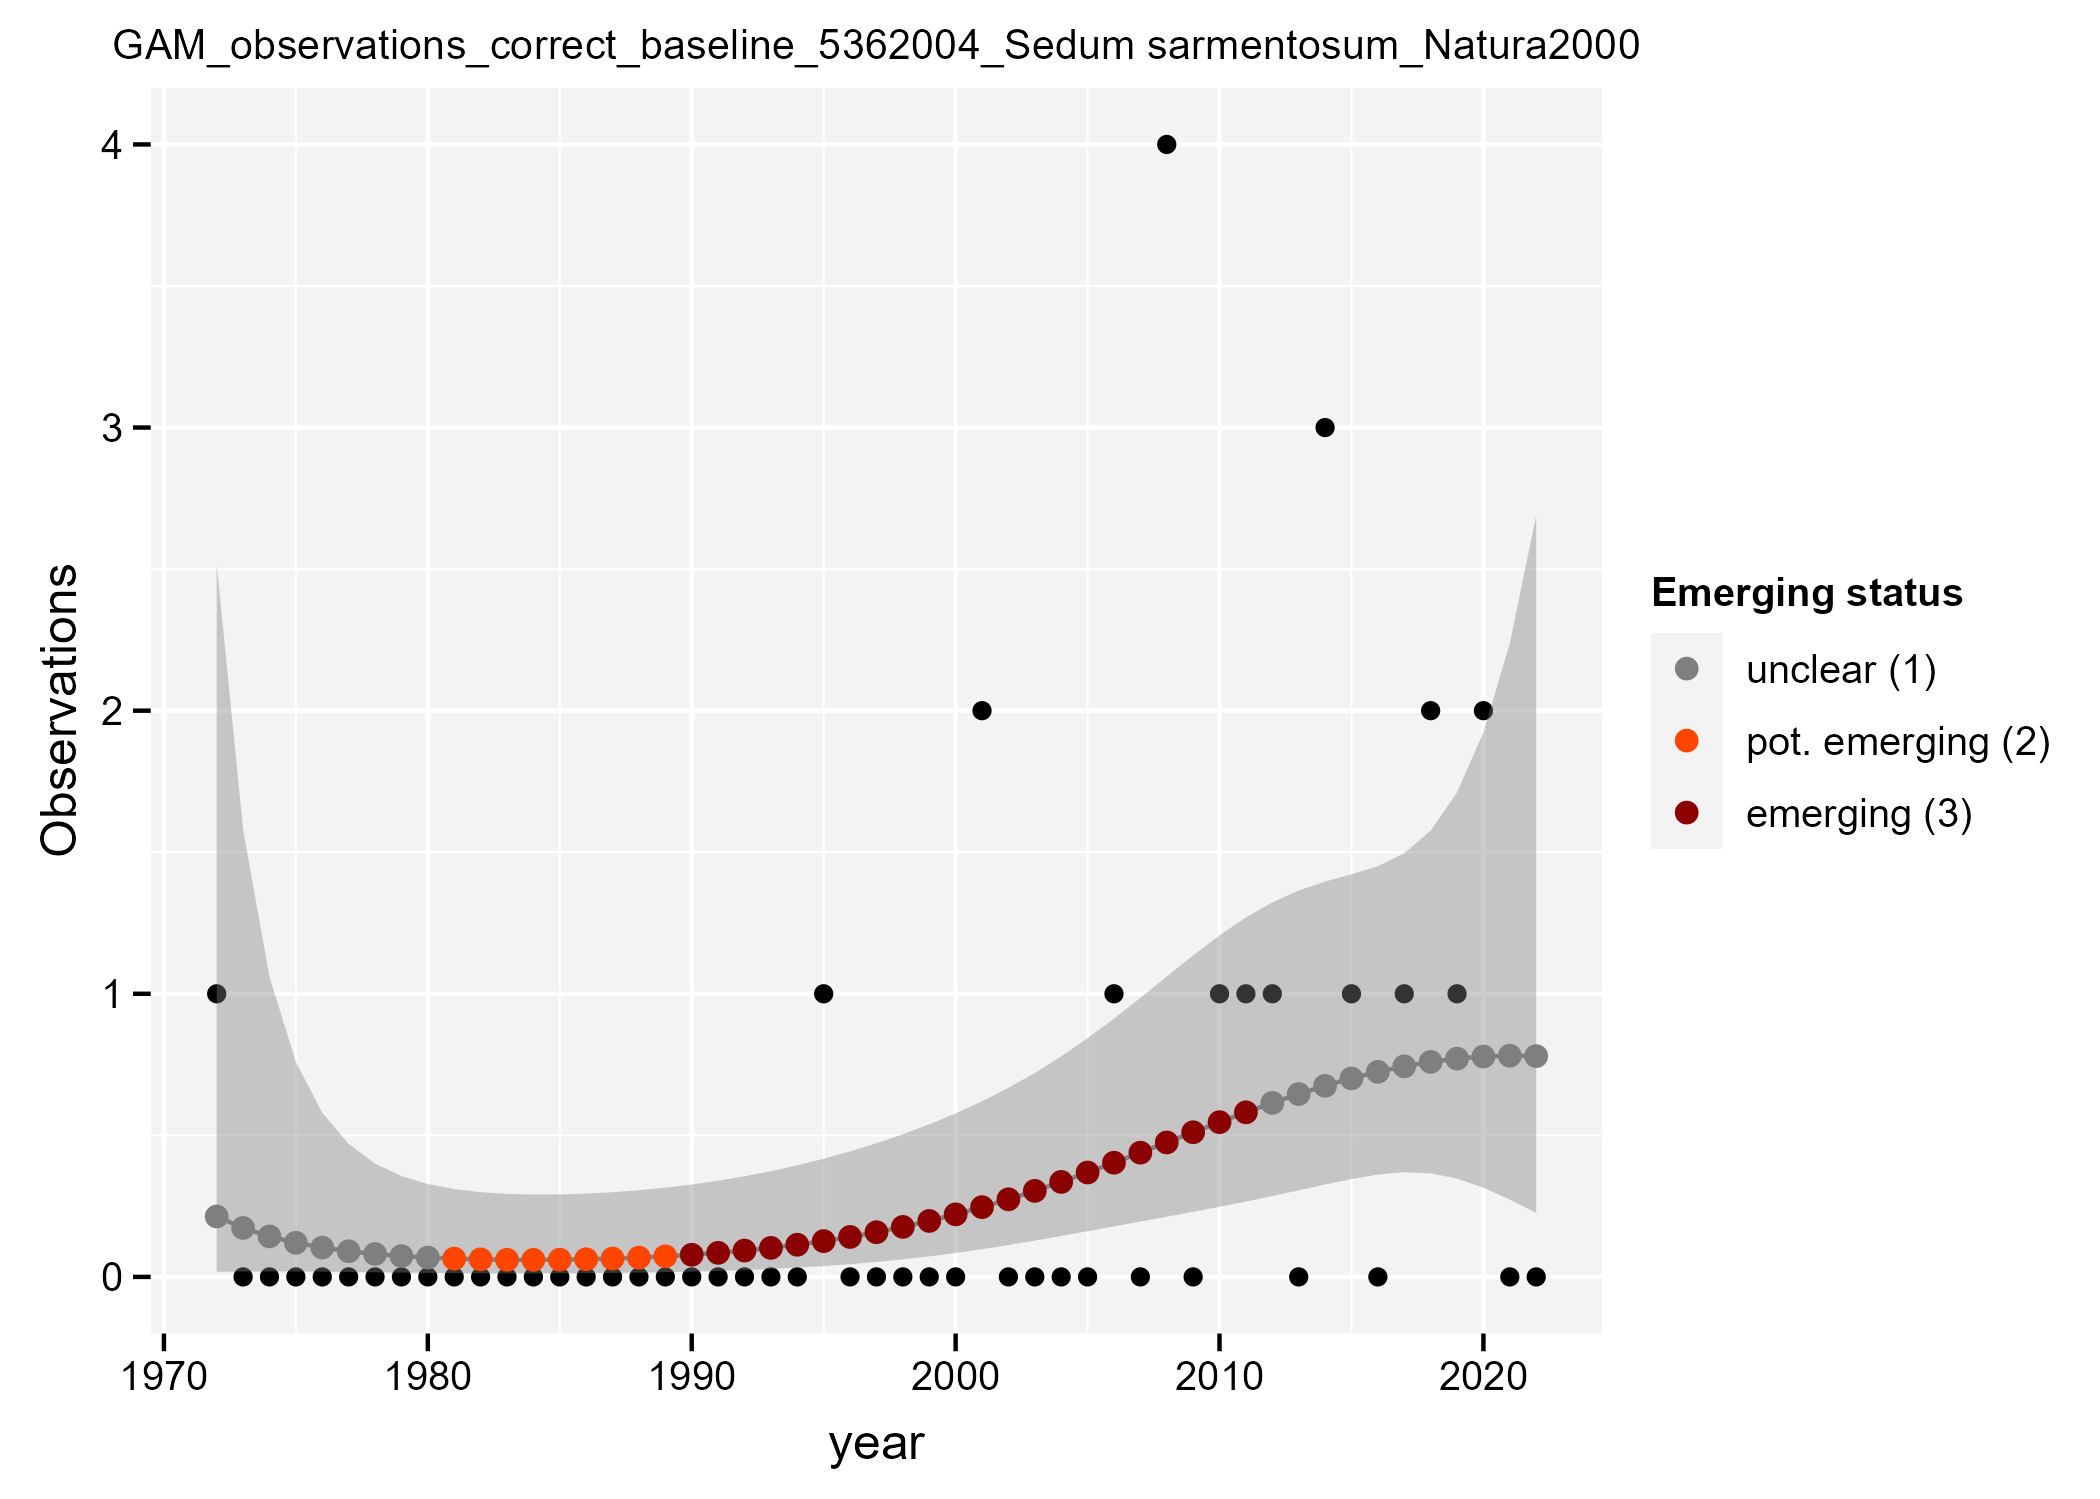 GAM_observations_correct_baseline_5362004_Sedum sarmentosum_Natura2000
4
3
2
1
0
Observations
1970 1980 1990 2000 2010 2020
year
Emerging status
unclear (1)
pot. emerging (2)
emerging (3)